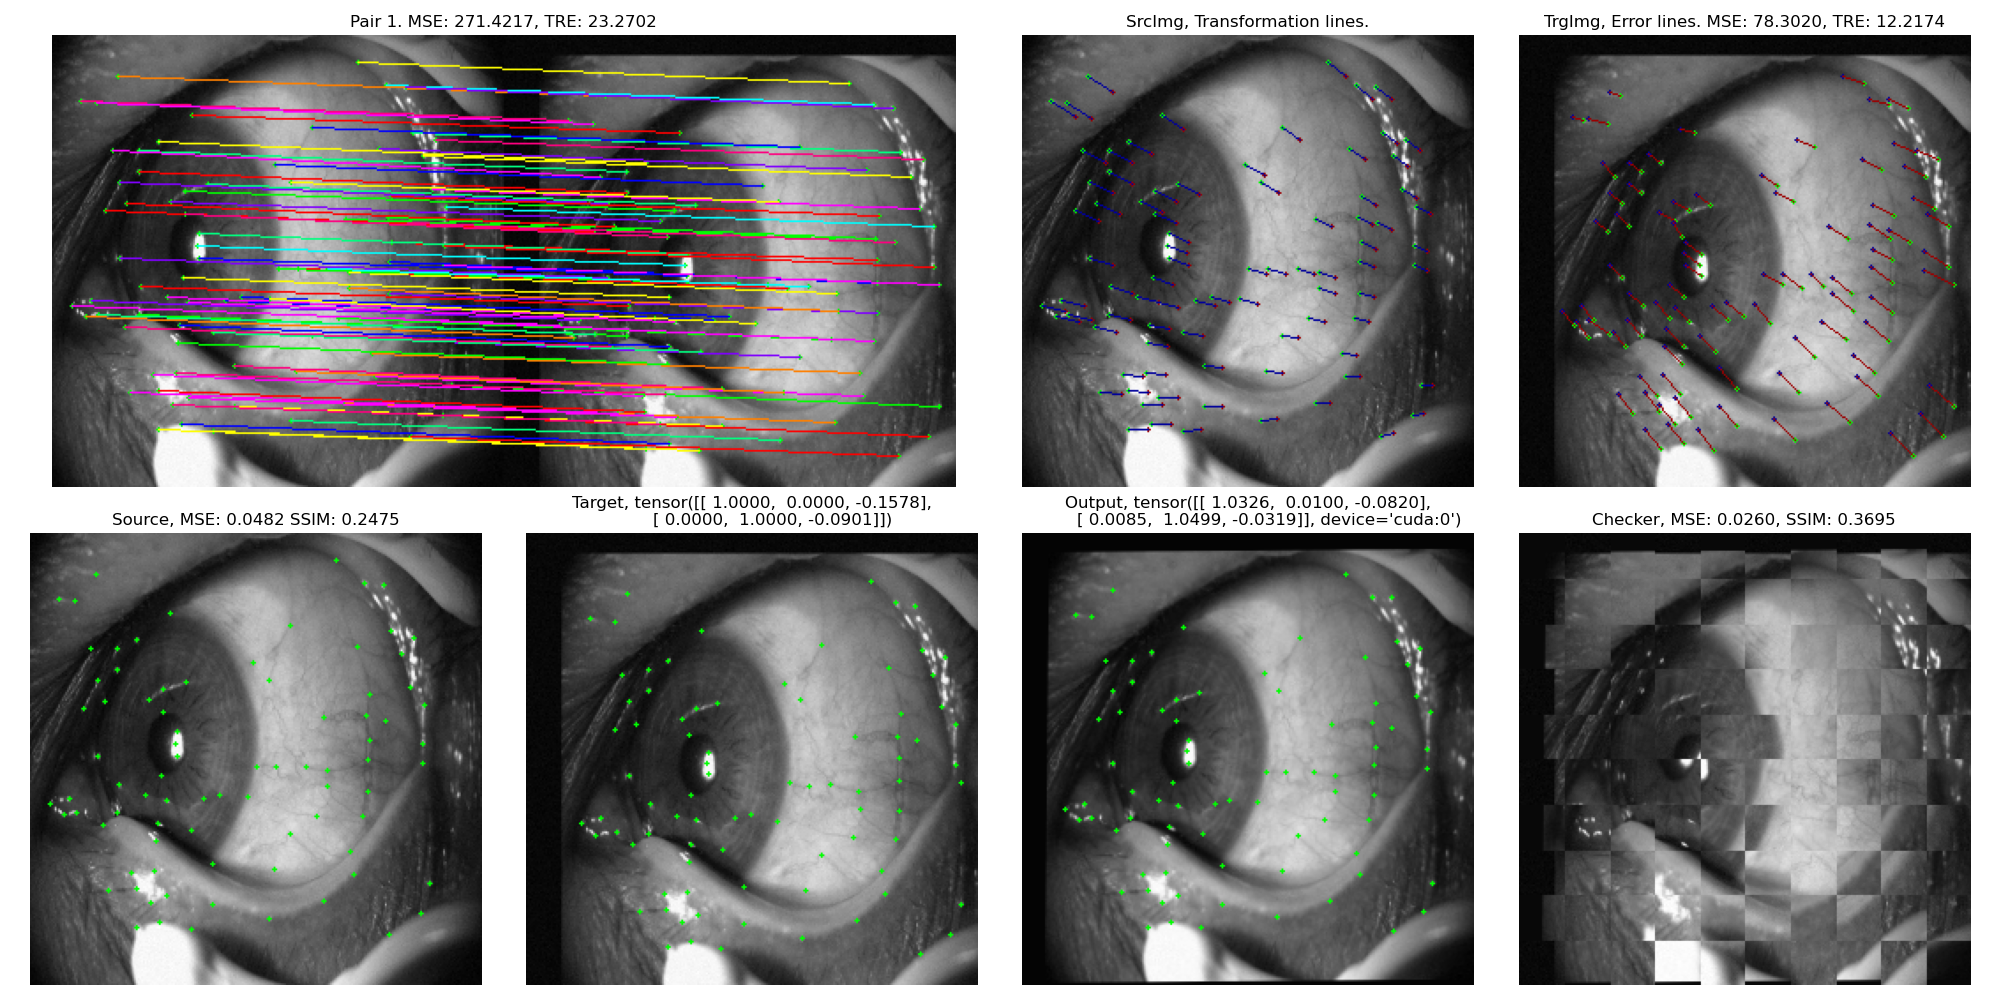 Pair 1. MSE: 271.4217, TRE: 23.2702
SrcImg, Transformation lines.
TrgImg, Error lines. MSE: 78.3020, TRE: 12.2174
Source, MSE: 0.0482 SSIM: 0.2475
Target, tensor([[ 1.0000,  0.0000, -0.1578],
[ 0.0000,  1.0000, -0.0901]])
Output, tensor([[ 1.0326,  0.0100, -0.0820],
[ 0.0085,  1.0499, -0.0319]], device='cuda:0')
Checker, MSE: 0.0260, SSIM: 0.3695